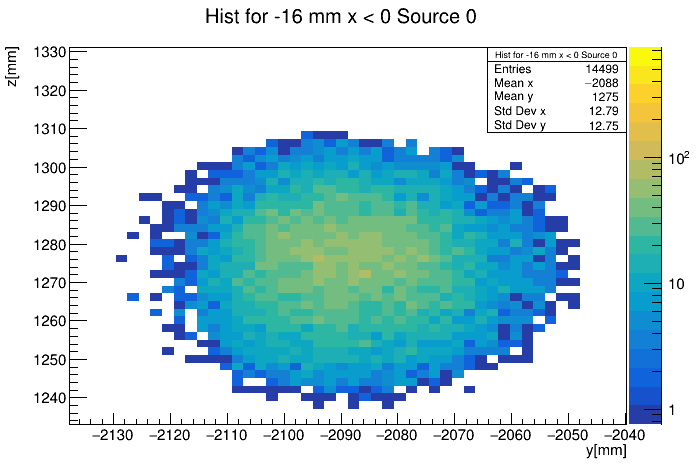 Hist for -16 mm x < 0 Source 0
z[mm]
1330
1320
1310
1300
1290
1280
1270
1260
1250
1240
Hist for -16 mm x < 0 Source 0
Entries 14499
Mean x −2088
Mean y 1275
Std Dev x 12.79
Std Dev y 12.75
10²
10
1
−2130 −2120 −2110 −2100 −2090 −2080 −2070 −2060 −2050 −2040
y[mm]